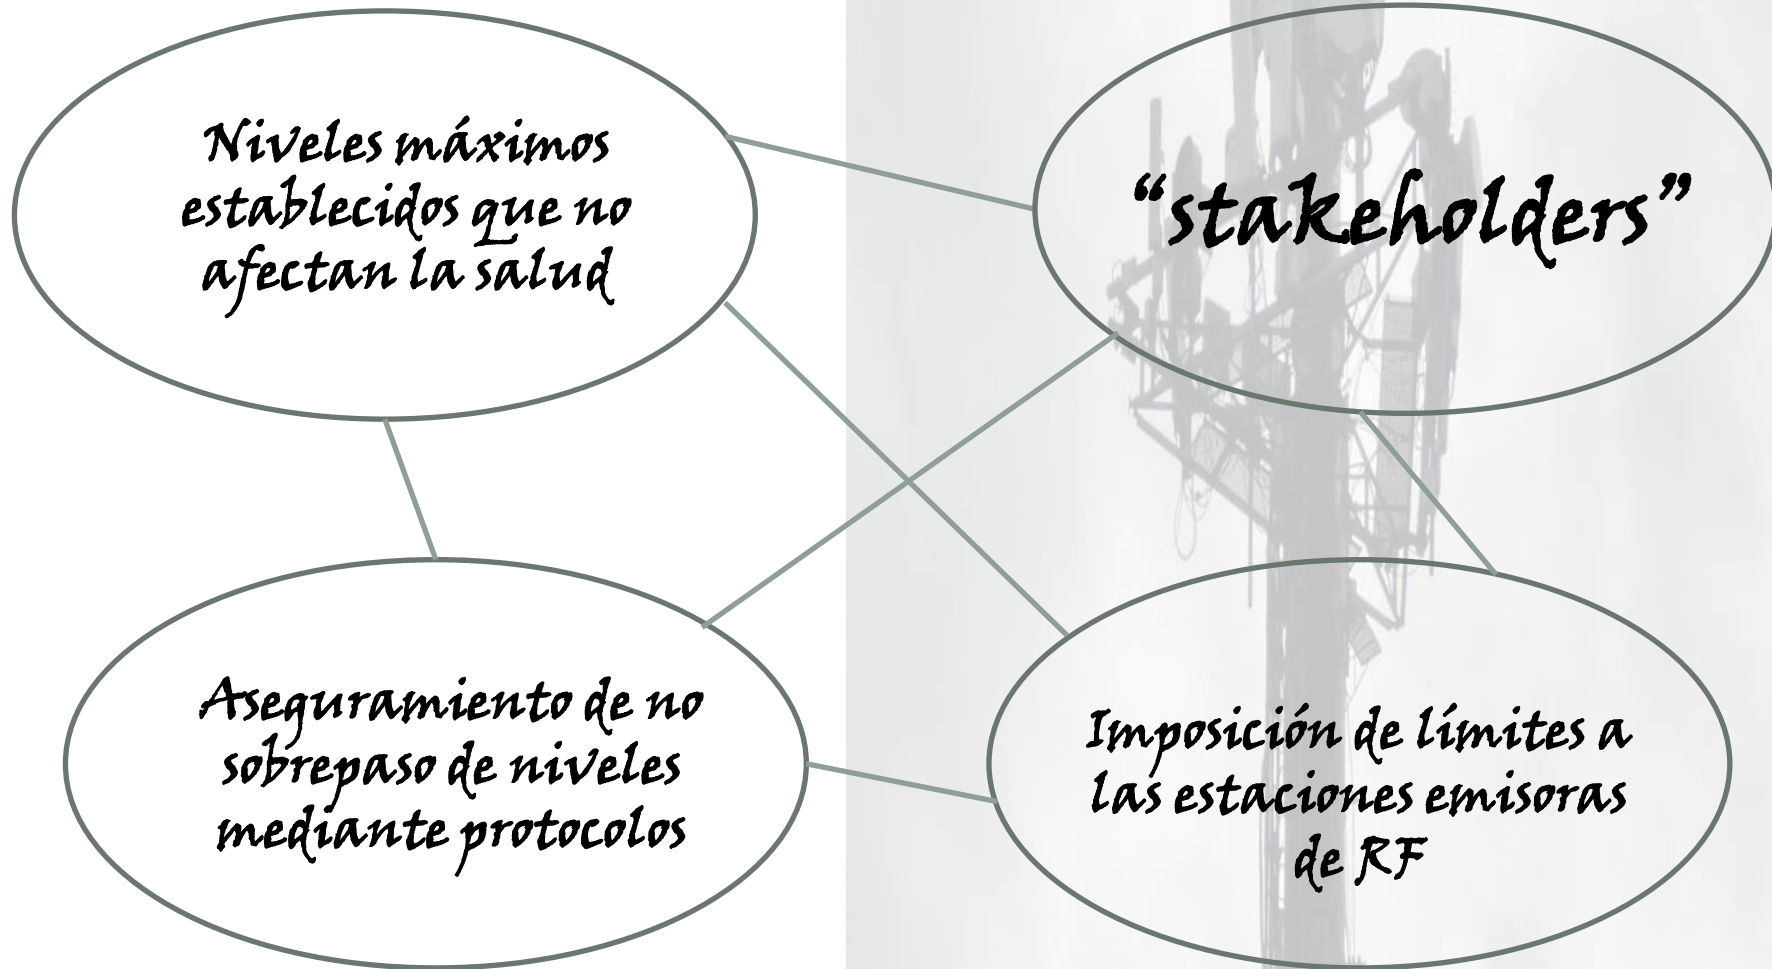 Niveles máximos
establecidos que no
afectan la salud
“stakeholders”
Aseguramiento de no
sobrepaso de niveles
mediante protocolos
Imposición de límites a
las estaciones emisoras
de RF